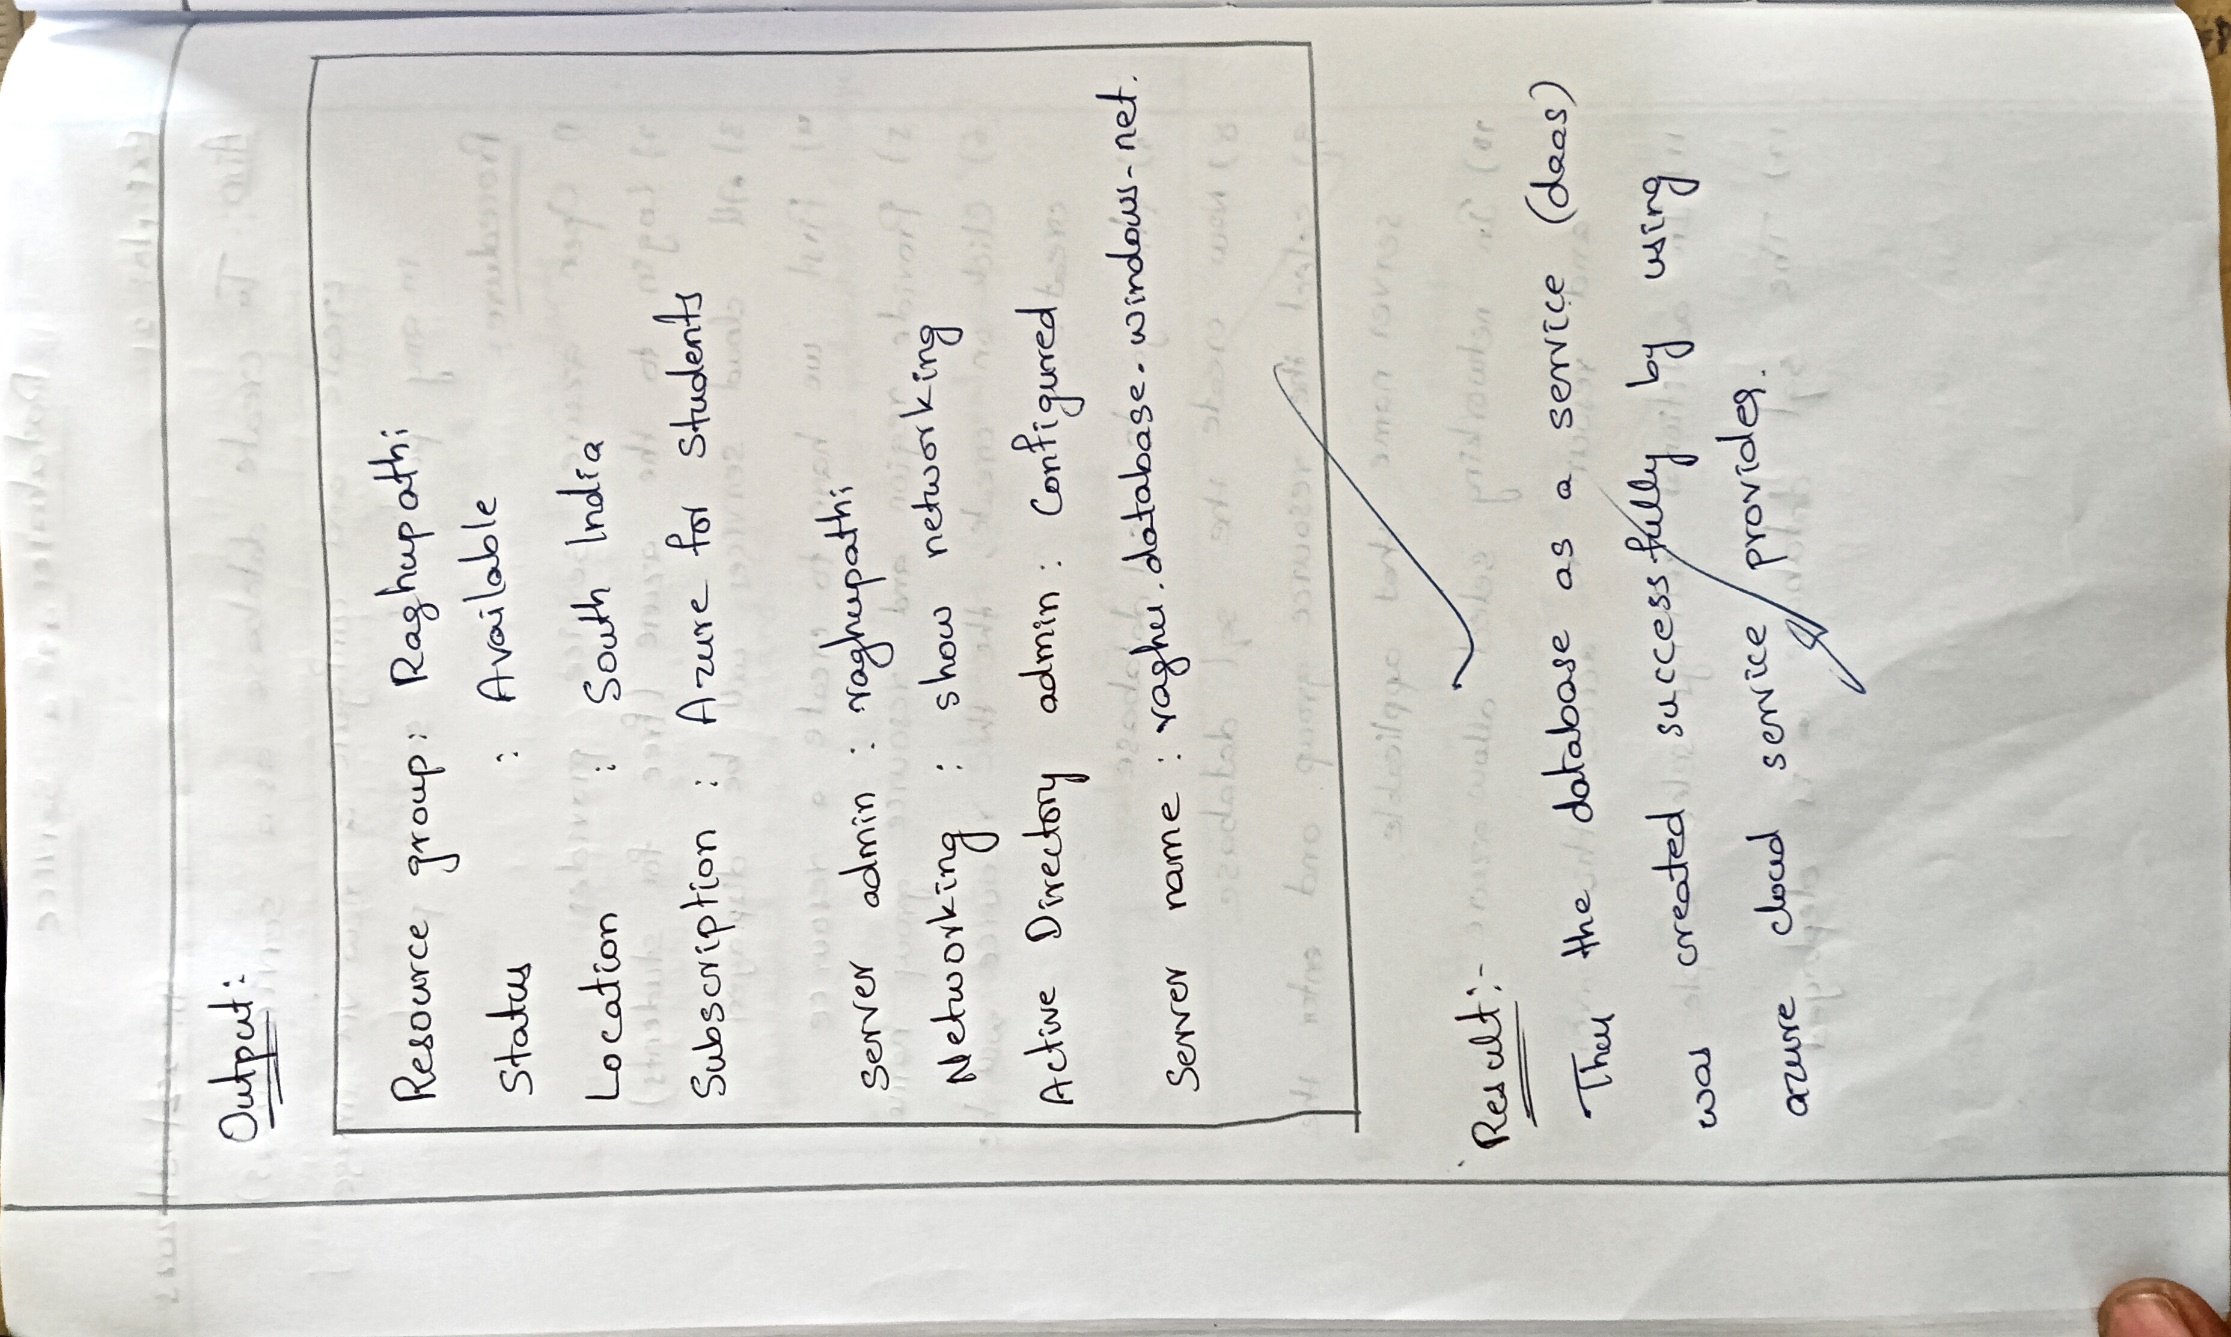 Output:
Resource group: Raghupathi
Status : Available
Location : South India
Subscription : Azure for Students
Server admin : raghupathi
Networking : show networking
Active Directory admin : Configured
Server name : raghu.database.windows-net.
Result:-
Thus the database as a service (daas)
was created successfully by using
azure cloud service provider.